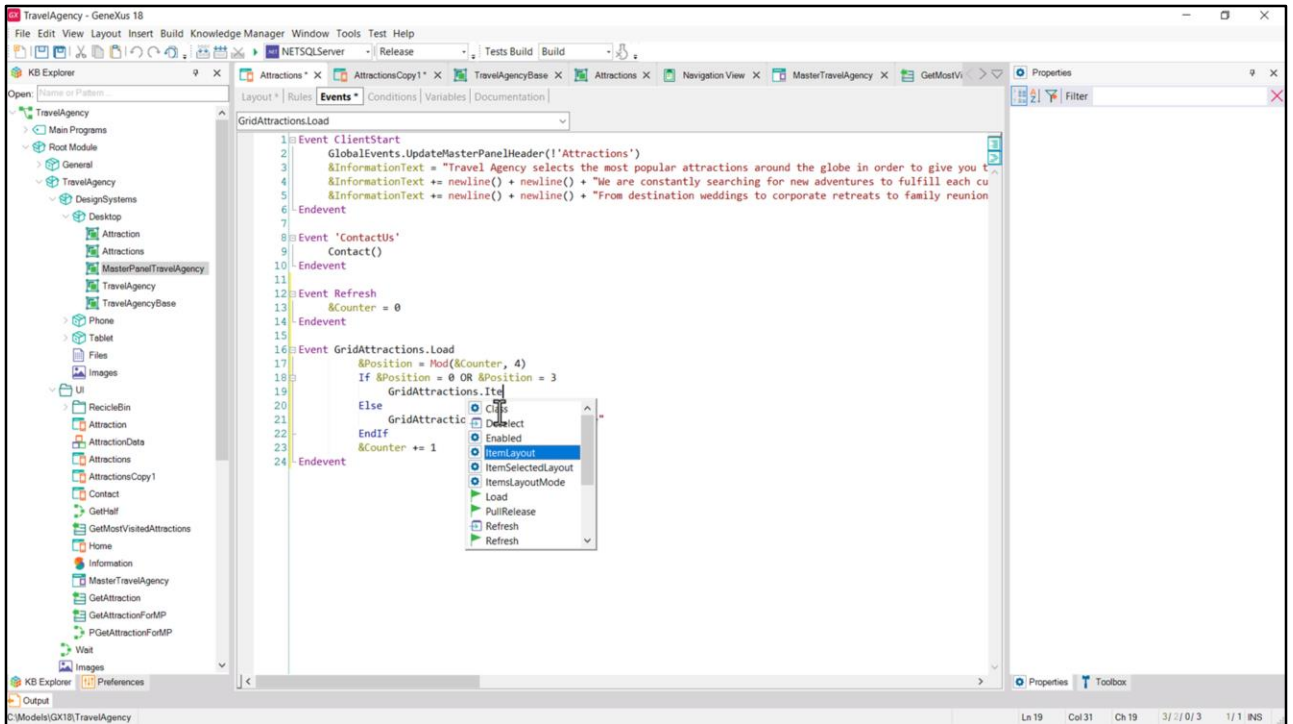 TravelAgency - GeneXus 18
File Edit View Layout Insert Build Knowledge Manager Window Tools Test Help
NETSQLServer Release Tests Build Build
KB Explorer
Open: Name or Pattern...
TravelAgency
Main Programs
Root Module
General
TravelAgency
DesignSystems
Desktop
Attraction
Attractions
MasterPanelTravelAgency
TravelAgency
TravelAgencyBase
Phone
Tablet
Files
Images
UI
RecicleBin
Attraction
AttractionData
Attractions
AttractionsCopy1
Contact
GetHalf
GetMostVisitedAttractions
Home
Information
MasterTravelAgency
GetAttraction
GetAttractionForMP
PGetAttractionForMP
Wait
Images
KB Explorer Preferences
Attractions * X AttractionsCopy1 * X TravelAgencyBase X Attractions X Navigation View X MasterTravelAgency X GetMostVi
Layout * | Rules | Events * | Conditions | Variables | Documentation |
GridAttractions.Load
1 Event ClientStart
2 GlobalEvents.UpdateMasterPanelHeader(!'Attractions')
3 &InformationText = "Travel Agency selects the most popular attractions around the globe in order to give you t
4 &InformationText += newline() + newline() + "We are constantly searching for new adventures to fulfill each cu
5 &InformationText += newline() + newline() + "From destination weddings to corporate retreats to family reunion
6 Endevent
7
8 Event 'ContactUs'
9 Contact()
10 Endevent
11
12 Event Refresh
13 &Counter = 0
14 Endevent
15
16 Event GridAttractions.Load
17 &Position = Mod(&Counter, 4)
18 If &Position = 0 OR &Position = 3
19 GridAttractions.Ite
20 Else
21 GridAttractio "
22 EndIf
23 &Counter += 1
24 Endevent
Class
Deselect
Enabled
ItemLayout
ItemSelectedLayout
ItemsLayoutMode
Load
PullRelease
Refresh
Refresh
Properties
Filter
Properties Toolbox
Output
C:\Models\GX18\TravelAgency
Ln 19 Col 31 Ch 19 3/2/0/3 1/1 INS